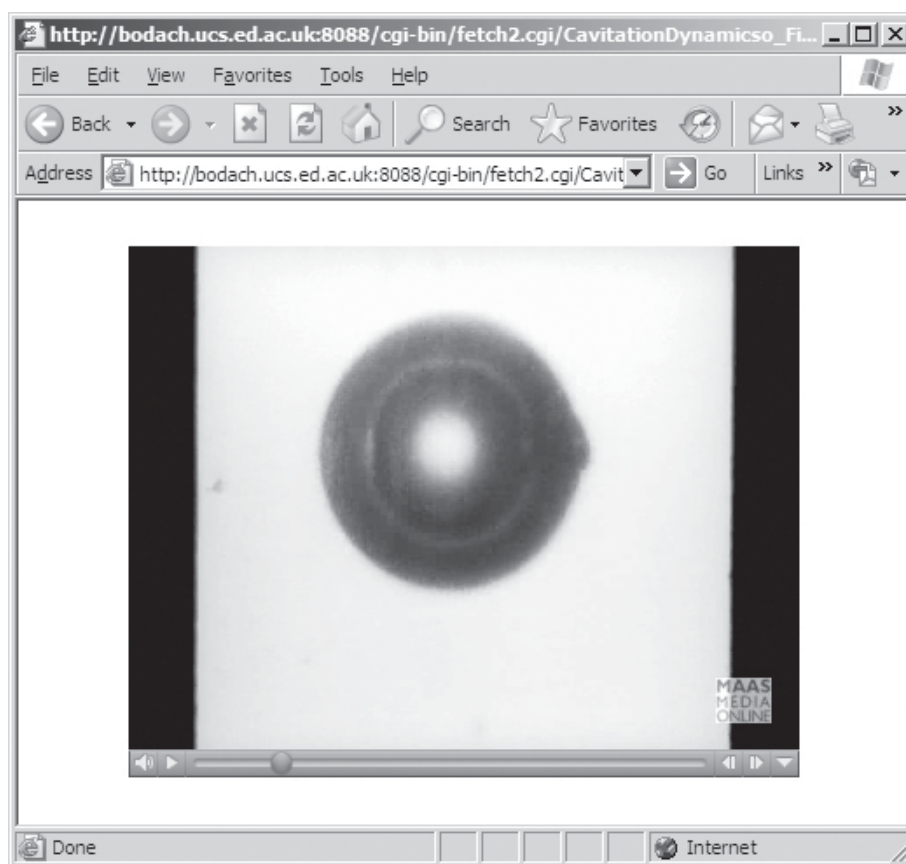 http://bodach.ucs.ed.ac.uk:8088/cgi-bin/fetch2.cgi/CavitationDynamicso_Fi...
File Edit View Favorites Tools Help
Back Search Favorites »
Address http://bodach.ucs.ed.ac.uk:8088/cgi-bin/fetch2.cgi/Cavit Go Links »
MAAS
MEDIA
ONLINE
Done Internet